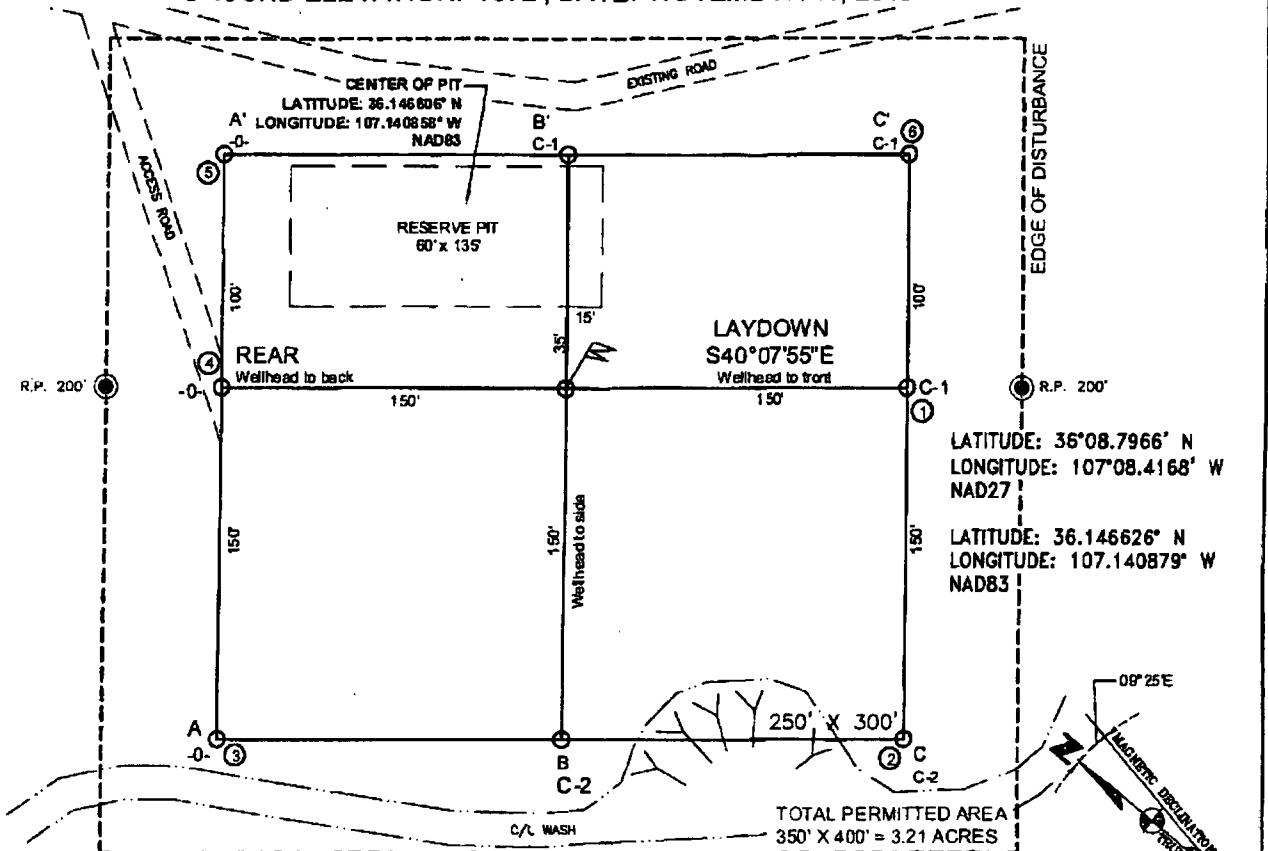 EXISTING ROAD
CENTER OF PIT
LATITUDE: 36.146606° N
LONGITUDE: 107.140858° W
NAD83
A'
-0-
B'
C-1
C'
C-1
⑥
⑤
ACCESS ROAD
EDGE OF DISTURBANCE
RESERVE PIT
60' x 135'
100'
100'
15'
35'
④
REAR
Wellhead to back
LAYDOWN
S40°07'55"E
Wellhead to front
R.P. 200'
-0-
150'
150'
C-1
①
R.P. 200'
LATITUDE: 36°08.7966' N
LONGITUDE: 107°08.4168' W
NAD27
LATITUDE: 36.146626° N
LONGITUDE: 107.140879° W
NAD83
150'
150'
Wellhead to side
150'
09°25'E
A
-0-
③
B
C-2
250' X 300'
②
C
C-2
MAGNETIC DECLINATION
C/L WASH
TOTAL PERMITTED AREA
350' X 400' = 3.21 ACRES